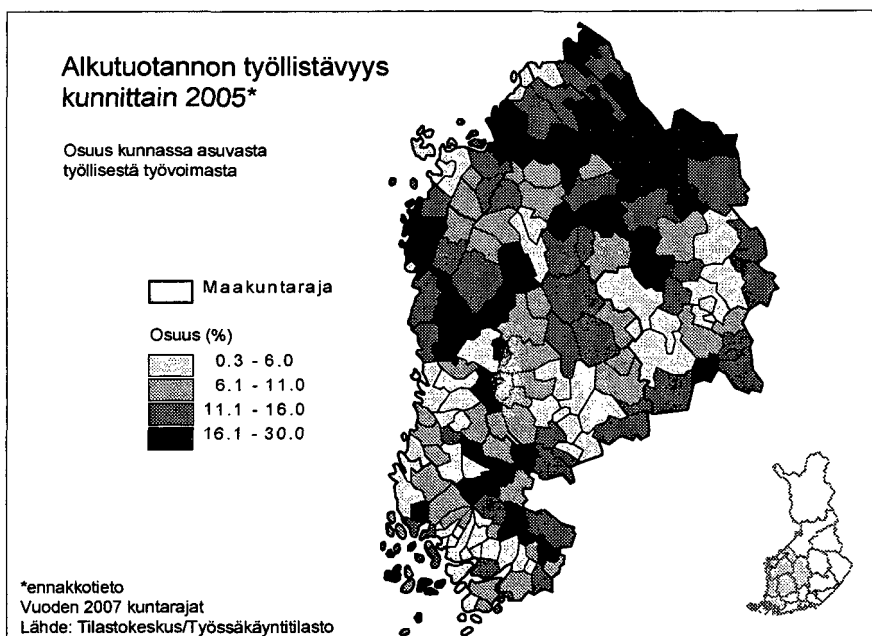 Alkutuotannon työllistävyys
kunnittain 2005*
Osuus kunnassa asuvasta
työllisestä työvoimasta
Maakuntaraja
Osuus (%)
0.3 - 6.0
6.1 - 11.0
11.1 - 16.0
16.1 - 30.0
*ennakkotieto
Vuoden 2007 kuntarajat
Lähde: Tilastokeskus/Työssäkäyntitilasto